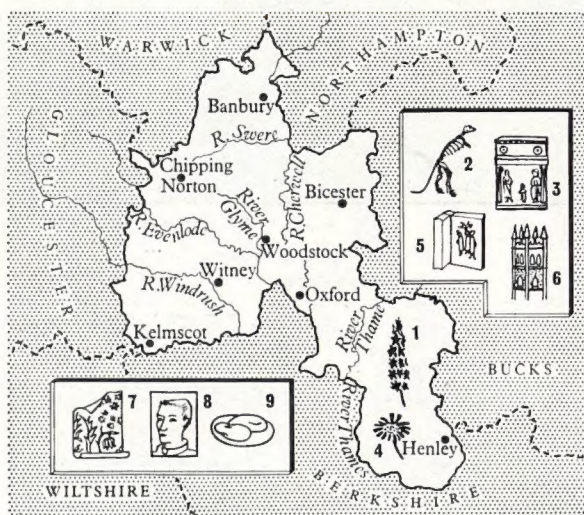 WARWICK
NORTHAMPTON
GLOUCESTER
Banbury
R. Swere
Chipping
Norton
River
Glyme
R. Cherwell
Bicester
R. Evenlode
Woodstock
Witney
R. Windrush
Oxford
Kelmscot
River
Thame
River Thames
Henley
BUCKS
BERKSHIRE
WILTSHIRE
1
2
3
4
5
6
7
8
9